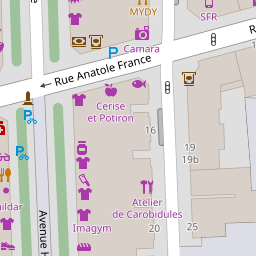 MYDY
SFR
Camara
R
Rue Anatole France
Cerise
et Potiron
16
19
19b
Atelier
de Carobidules
Imagym
20
25
Avenue H